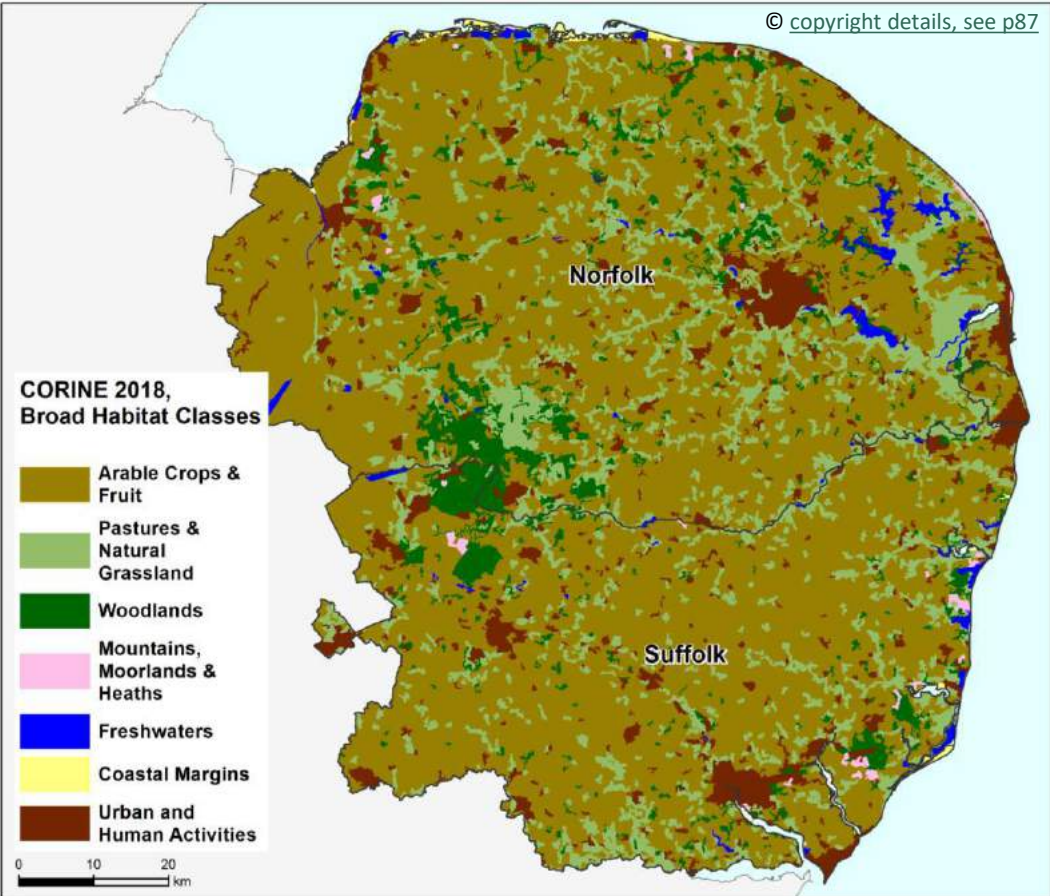 © copyright details, see p87
Norfolk
CORINE 2018,
Broad Habitat Classes
Arable Crops &
Fruit
Pastures &
Natural
Grassland
Woodlands
Mountains,
Moorlands &
Heaths
Freshwaters
Coastal Margins
Urban and
Human Activities
Suffolk
0 10 20
km